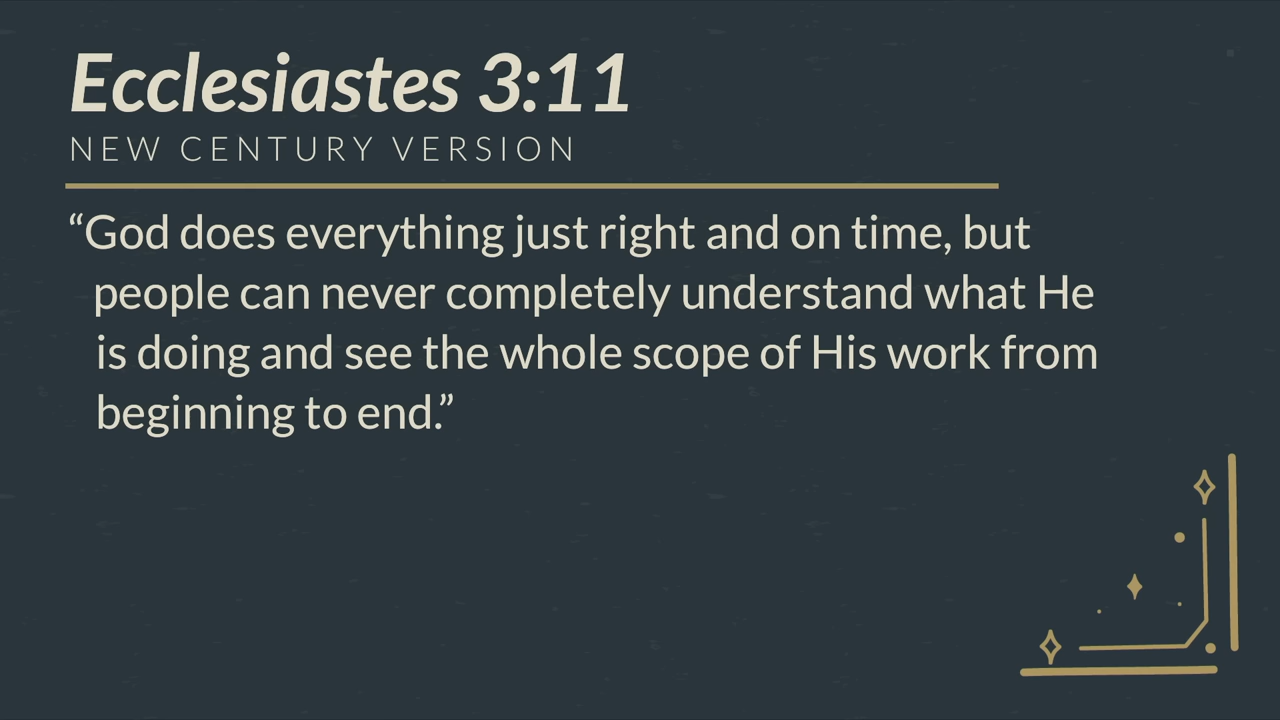 Ecclesiastes 3:11
NEW CENTURY VERSION
“God does everything just right and on time, but
people can never completely understand what He
is doing and see the whole scope of His work from
beginning to end.”